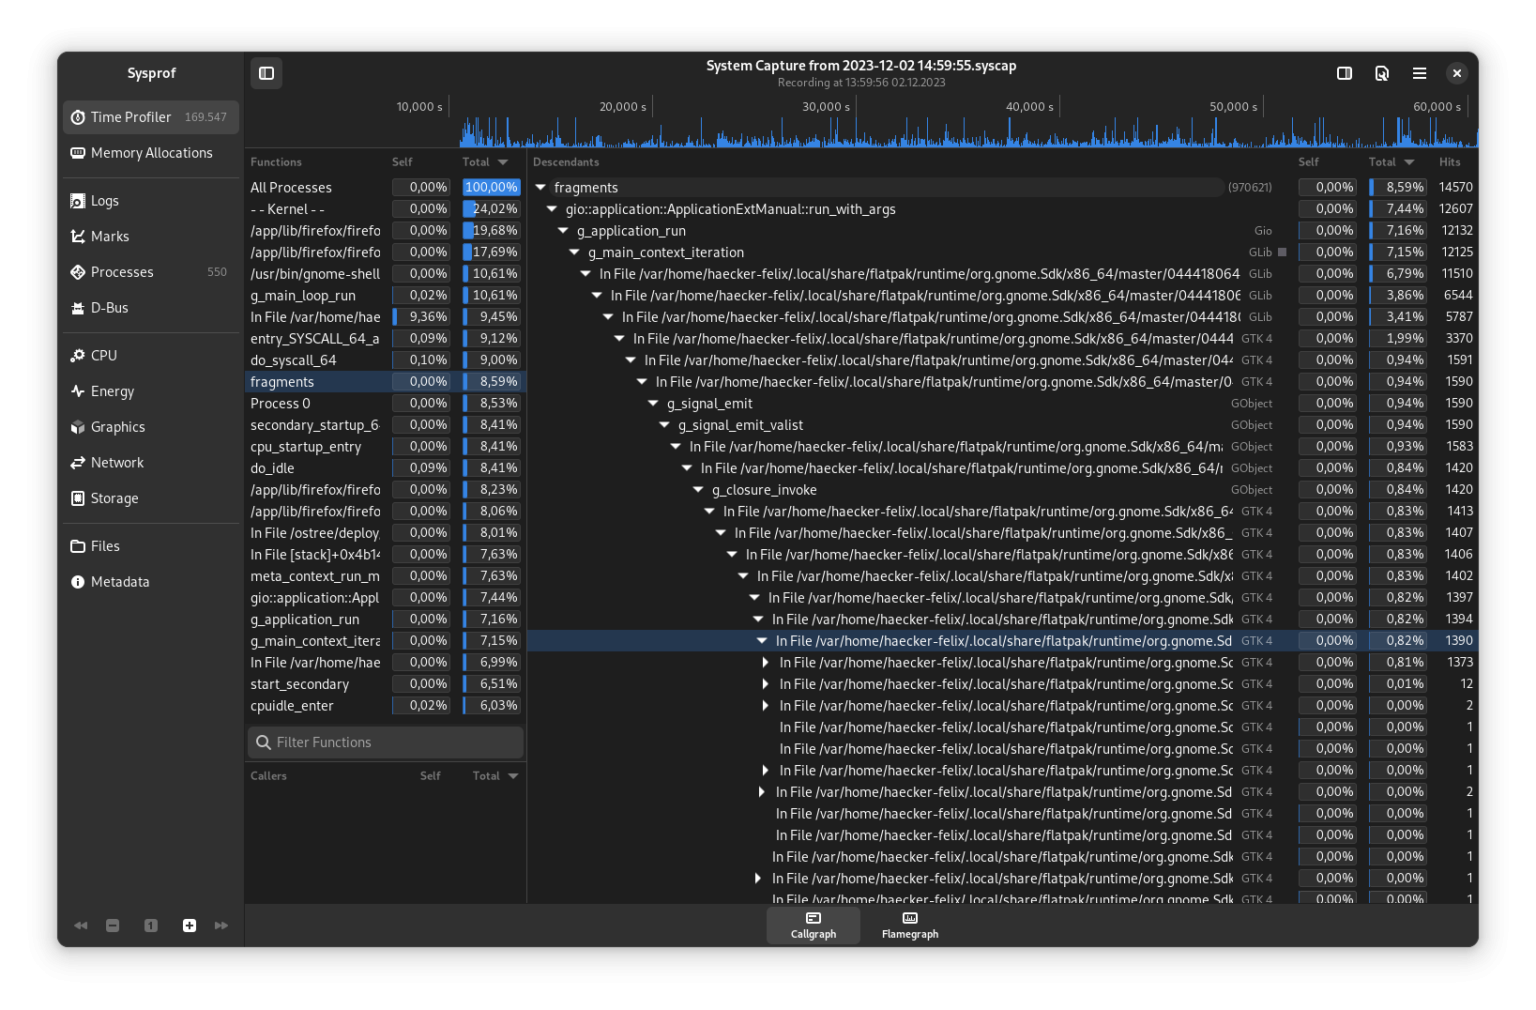 Sysprof
System Capture from 2023-12-02 14:59:55.syscap
Recording at 13:59:56 02.12.2023
Time Profiler 169.547
Memory Allocations
Logs
Marks
Processes 550
D-Bus
CPU
Energy
Graphics
Network
Storage
Files
Metadata
1
10,000 s 20,000 s 30,000 s 40,000 s 50,000 s 60,000 s
Functions Self Total
All Processes 0,00% 100,00%
- - Kernel - - 0,00% 24,02%
/app/lib/firefox/firefo 0,00% 19,68%
/app/lib/firefox/firefo 0,00% 17,69%
/usr/bin/gnome-shell 0,00% 10,61%
g_main_loop_run 0,02% 10,61%
In File /var/home/hae 9,36% 9,45%
entry_SYSCALL_64_a 0,09% 9,12%
do_syscall_64 0,10% 9,00%
fragments 0,00% 8,59%
Process 0 0,00% 8,53%
secondary_startup_6 0,00% 8,41%
cpu_startup_entry 0,00% 8,41%
do_idle 0,09% 8,41%
/app/lib/firefox/firefo 0,00% 8,23%
/app/lib/firefox/firefo 0,00% 8,06%
In File /ostree/deploy, 0,00% 8,01%
In File [stack]+0x4b14 0,00% 7,63%
meta_context_run_m 0,00% 7,63%
gio::application::Appl 0,00% 7,44%
g_application_run 0,00% 7,16%
g_main_context_itera 0,00% 7,15%
In File /var/home/hae 0,00% 6,99%
start_secondary 0,00% 6,51%
cpuidle_enter 0,02% 6,03%
Filter Functions
Callers Self Total
Descendants Self Total Hits
fragments (970621) 0,00% 8,59% 14570
gio::application::ApplicationExtManual::run_with_args 0,00% 7,44% 12607
g_application_run Gio 0,00% 7,16% 12132
g_main_context_iteration GLib 0,00% 7,15% 12125
In File /var/home/haecker-felix/.local/share/flatpak/runtime/org.gnome.Sdk/x86_64/master/044418064 GLib 0,00% 6,79% 11510
In File /var/home/haecker-felix/.local/share/flatpak/runtime/org.gnome.Sdk/x86_64/master/04441806 GLib 0,00% 3,86% 6544
In File /var/home/haecker-felix/.local/share/flatpak/runtime/org.gnome.Sdk/x86_64/master/0444180 GLib 0,00% 3,41% 5787
In File /var/home/haecker-felix/.local/share/flatpak/runtime/org.gnome.Sdk/x86_64/master/0444 GTK 4 0,00% 1,99% 3370
In File /var/home/haecker-felix/.local/share/flatpak/runtime/org.gnome.Sdk/x86_64/master/044 GTK 4 0,00% 0,94% 1591
In File /var/home/haecker-felix/.local/share/flatpak/runtime/org.gnome.Sdk/x86_64/master/0 GTK 4 0,00% 0,94% 1590
g_signal_emit GObject 0,00% 0,94% 1590
g_signal_emit_valist GObject 0,00% 0,94% 1590
In File /var/home/haecker-felix/.local/share/flatpak/runtime/org.gnome.Sdk/x86_64/m GObject 0,00% 0,93% 1583
In File /var/home/haecker-felix/.local/share/flatpak/runtime/org.gnome.Sdk/x86_64/ GObject 0,00% 0,84% 1420
g_closure_invoke GObject 0,00% 0,84% 1420
In File /var/home/haecker-felix/.local/share/flatpak/runtime/org.gnome.Sdk/x86_64 GTK 4 0,00% 0,83% 1413
In File /var/home/haecker-felix/.local/share/flatpak/runtime/org.gnome.Sdk/x86_ GTK 4 0,00% 0,83% 1407
In File /var/home/haecker-felix/.local/share/flatpak/runtime/org.gnome.Sdk/x86 GTK 4 0,00% 0,83% 1406
In File /var/home/haecker-felix/.local/share/flatpak/runtime/org.gnome.Sdk/x8 GTK 4 0,00% 0,83% 1402
In File /var/home/haecker-felix/.local/share/flatpak/runtime/org.gnome.Sdk/ GTK 4 0,00% 0,82% 1397
In File /var/home/haecker-felix/.local/share/flatpak/runtime/org.gnome.Sdk GTK 4 0,00% 0,82% 1394
In File /var/home/haecker-felix/.local/share/flatpak/runtime/org.gnome.Sd GTK 4 0,00% 0,82% 1390
In File /var/home/haecker-felix/.local/share/flatpak/runtime/org.gnome.Sc GTK 4 0,00% 0,81% 1373
In File /var/home/haecker-felix/.local/share/flatpak/runtime/org.gnome.Sc GTK 4 0,00% 0,01% 12
In File /var/home/haecker-felix/.local/share/flatpak/runtime/org.gnome.Sc GTK 4 0,00% 0,00% 2
In File /var/home/haecker-felix/.local/share/flatpak/runtime/org.gnome.Sc GTK 4 0,00% 0,00% 1
In File /var/home/haecker-felix/.local/share/flatpak/runtime/org.gnome.Sc GTK 4 0,00% 0,00% 1
In File /var/home/haecker-felix/.local/share/flatpak/runtime/org.gnome.Sc GTK 4 0,00% 0,00% 1
In File /var/home/haecker-felix/.local/share/flatpak/runtime/org.gnome.Sd GTK 4 0,00% 0,00% 2
In File /var/home/haecker-felix/.local/share/flatpak/runtime/org.gnome.Sd GTK 4 0,00% 0,00% 1
In File /var/home/haecker-felix/.local/share/flatpak/runtime/org.gnome.Sd GTK 4 0,00% 0,00% 1
In File /var/home/haecker-felix/.local/share/flatpak/runtime/org.gnome.Sdk GTK 4 0,00% 0,00% 1
In File /var/home/haecker-felix/.local/share/flatpak/runtime/org.gnome.Sdk GTK 4 0,00% 0,00% 1
In File /var/home/haecker-felix/.local/share/flatpak/runtime/org.gnome.Sdk GTK 4 0,00% 0,00% 1
Callgraph Flamegraph